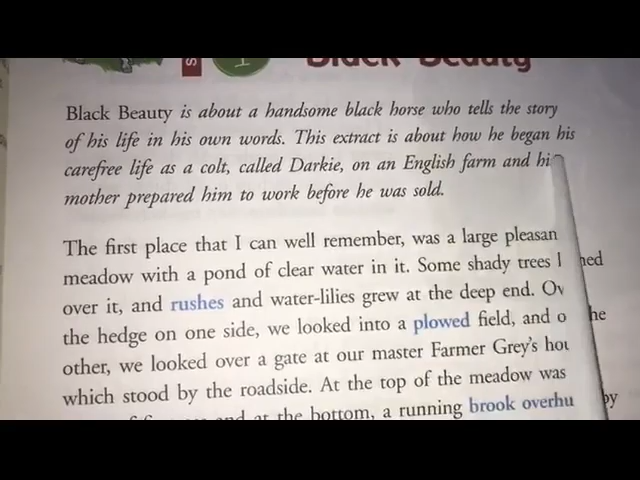 Black Beauty
Black Beauty is about a handsome black horse who tells the story
of his life in his own words. This extract is about how he began his
carefree life as a colt, called Darkie, on an English farm and hi
mother prepared him to work before he was sold.
The first place that I can well remember, was a large pleasan
meadow with a pond of clear water in it. Some shady trees l ned
over it, and rushes and water-lilies grew at the deep end. Ov
the hedge on one side, we looked into a plowed field, and o he
other, we looked over a gate at our master Farmer Grey's hou
which stood by the roadside. At the top of the meadow was
and at the bottom, a running brook overhu by